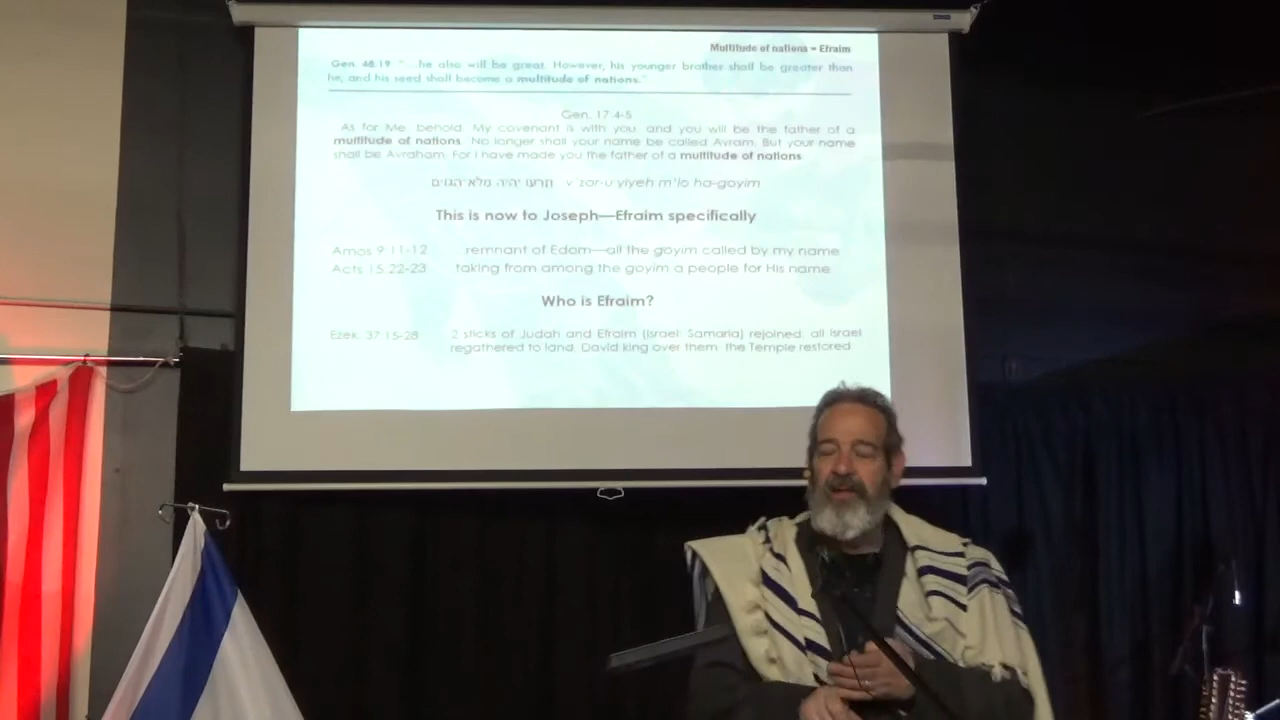 Multitude of nations = Efraim
Gen. 48:19 "...he also will be great. However, his younger brother shall be greater than
he, and his seed shall become a multitude of nations."
Gen. 17:4-5
As for Me, behold, My covenant is with you, and you will be the father of a
multitude of nations. No longer shall your name be called Avram, But your name
shall be Avraham; For I have made you the father of a multitude of nations
יהיה מלא־הגוים v'zar-u yiyeh m'lo ha-goyim
This is now to Joseph—Efraim specifically
Amos 9:11-12 remnant of Edom—all the goyim called by my name
Acts 15:22-23 taking from among the goyim a people for His name
Who is Efraim?
Ezek. 37:15-28 2 sticks of Judah and Efraim (Israel; Samaria) rejoined; all Israel
regathered to land. David king over them; the Temple restored